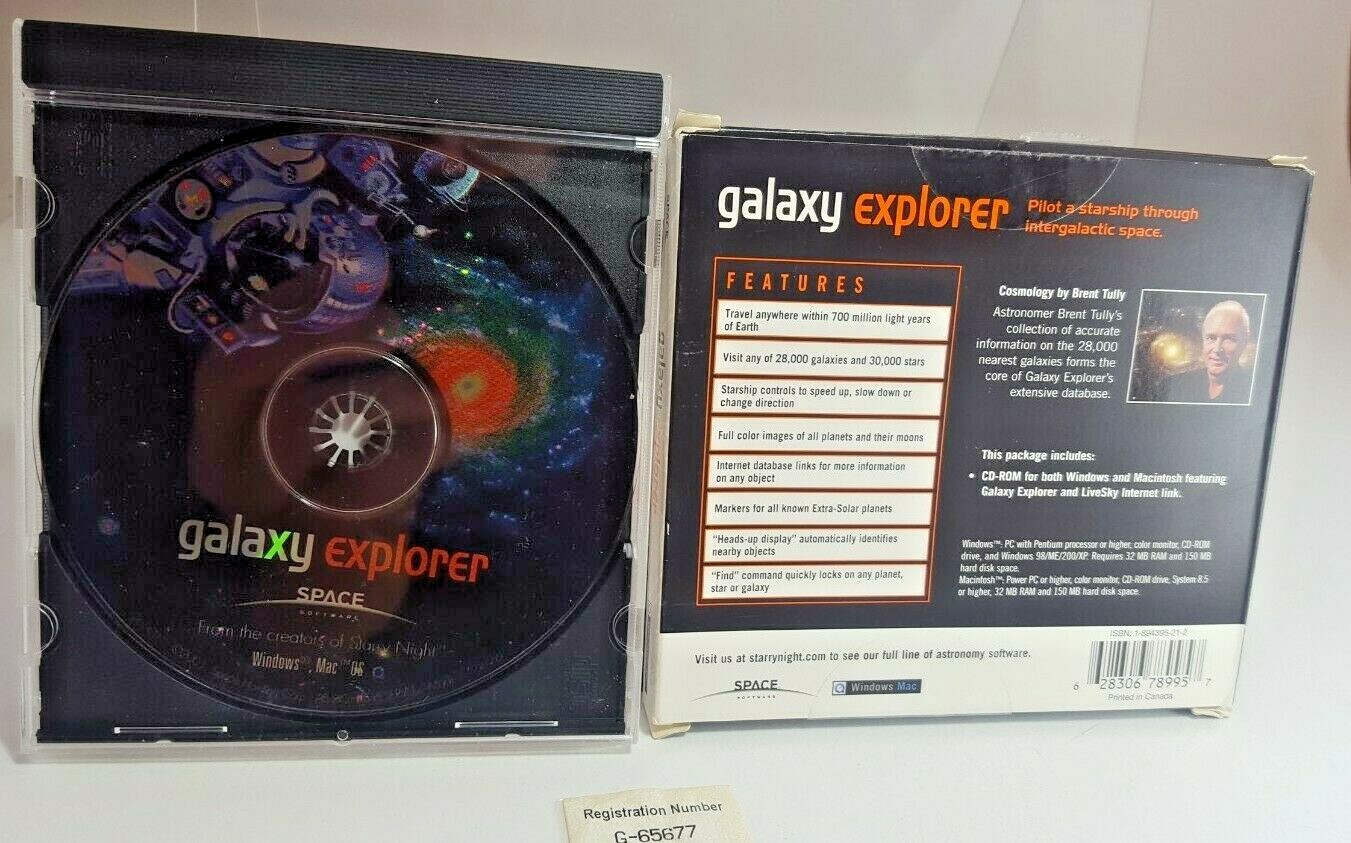 galaxy explorer
SPACE
SOFTWARE
From the creators of Starry Night™
Windows™ Mac™OS
galaxy explorer
Pilot a starship through
intergalactic space.
FEATURES
Travel anywhere within 700 million light years
of Earth
Visit any of 28,000 galaxies and 30,000 stars
Starship controls to speed up, slow down or
change direction
Full color images of all planets and their moons
Internet database links for more information
on any object
Markers for all known Extra-Solar planets
"Heads-up display" automatically identifies
nearby objects
"Find" command quickly locks on any planet,
star or galaxy
Cosmology by Brent Tully
Astronomer Brent Tully's
collection of accurate
information on the 28,000
nearest galaxies forms the
core of Galaxy Explorer's
extensive database.
This package includes:
• CD-ROM for both Windows and Macintosh featuring
Galaxy Explorer and LiveSky Internet link.
Windows™: PC with Pentium processor or higher, color monitor, CD-ROM
drive, and Windows 98/ME/200/XP. Requires 32 MB RAM and 150 MB
hard disk space.
Macintosh™: Power PC or higher, color monitor, CD-ROM drive, System 8.5
or higher, 32 MB RAM and 150 MB hard disk space.
Visit us at starrynight.com to see our full line of astronomy software.
SPACE
SOFTWARE
Windows Mac
ISBN: 1-894395-21-2
6 28306 78995 7
Printed in Canada
Registration Number
G-65677